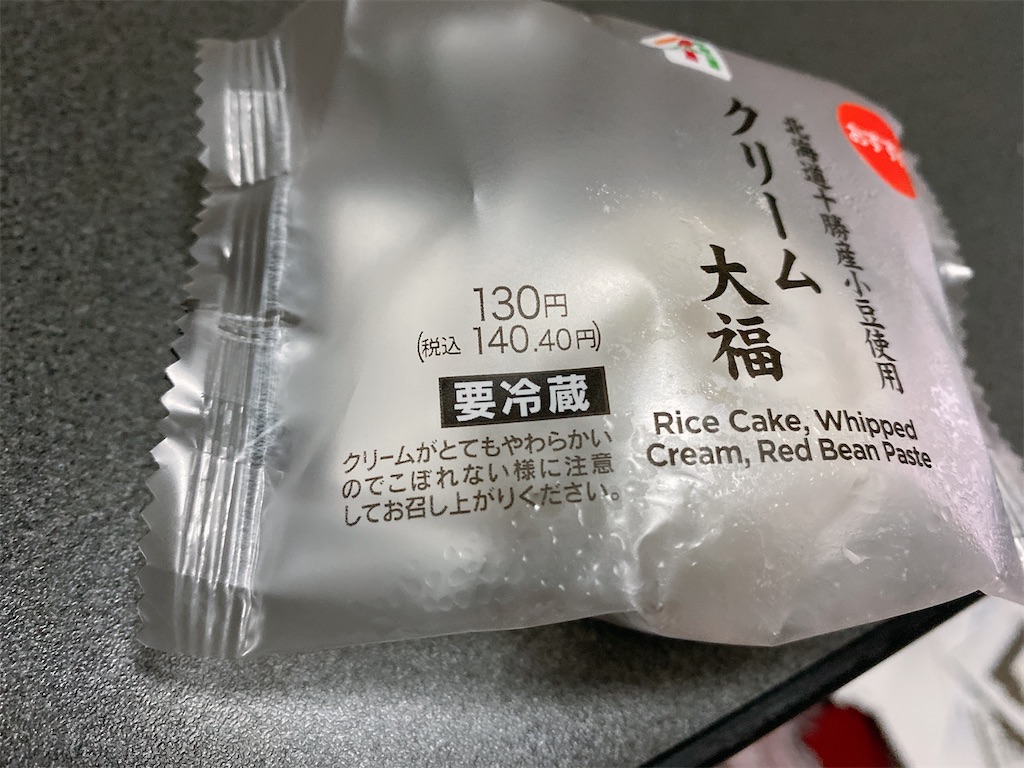 おすす
北海道十勝産小豆使用
クリーム
大福
Rice Cake, Whipped
Cream, Red Bean Paste
130円
(税込 140.40円)
要冷蔵
クリームがとてもやわらかい
のでこぼれない様に注意
してお召し上がりください。